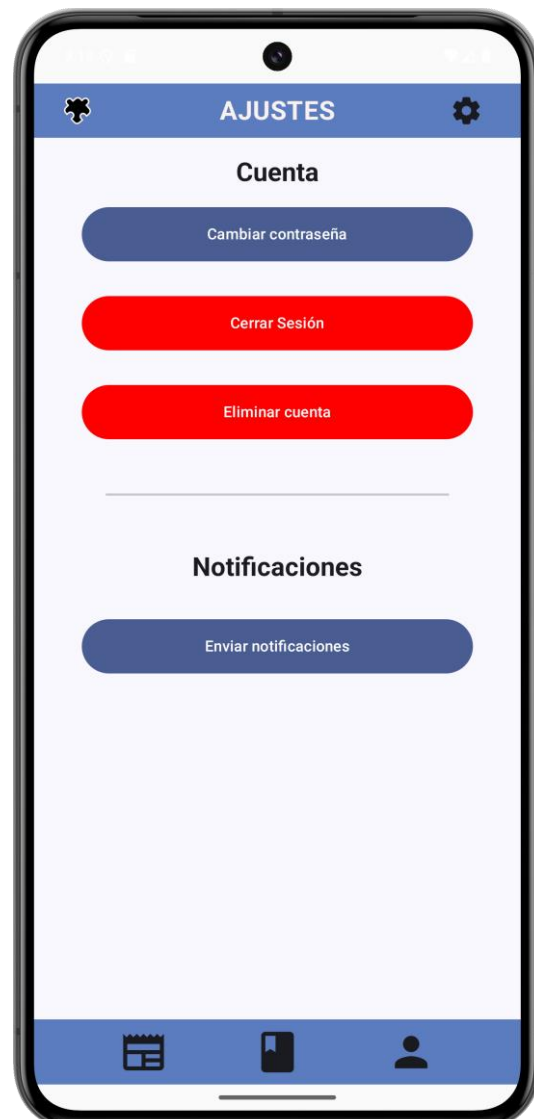 AJUSTES
Cuenta
Cambiar contraseña
Cerrar Sesión
Eliminar cuenta
Notificaciones
Enviar notificaciones